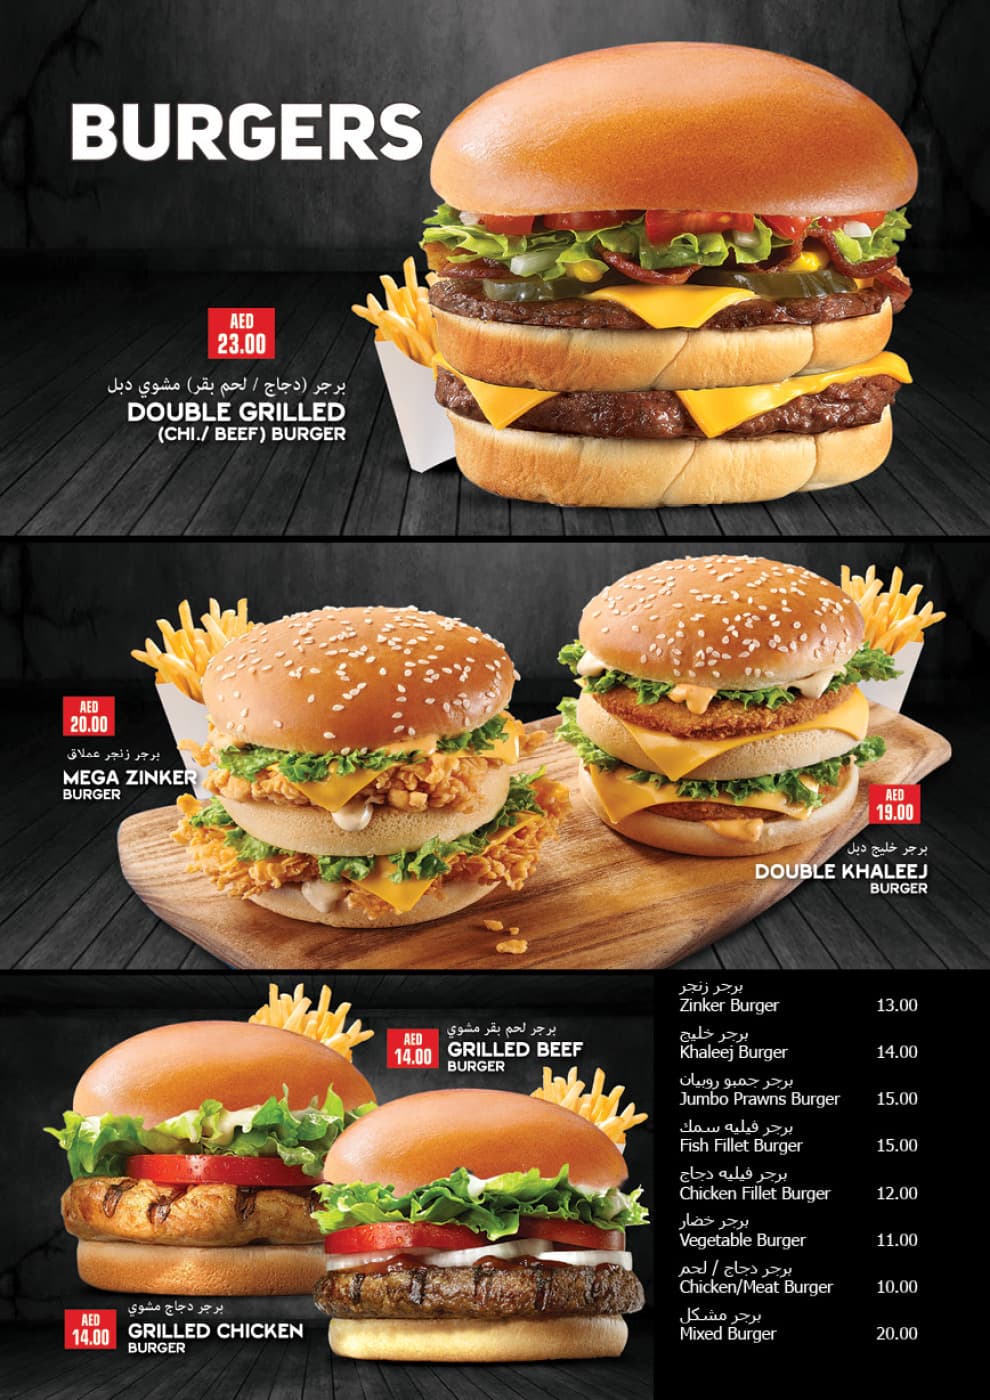 BURGERS
AED
23.00
برجر (دجاج / لحم بقر) مشوي دبل
DOUBLE GRILLED
(CHI./ BEEF) BURGER
AED
20.00
برجر زنجر عملاق
MEGA ZINKER
BURGER
AED
19.00
برجر خليج دبل
DOUBLE KHALEEJ
BURGER
AED
14.00
برجر لحم بقر مشوي
GRILLED BEEF
BURGER
AED
14.00
برجر دجاج مشوي
GRILLED CHICKEN
BURGER
برجر زنجر
Zinker Burger 13.00
برجر خليج
Khaleej Burger 14.00
برجر جمبو روبيان
Jumbo Prawns Burger 15.00
برجر فيليه سمك
Fish Fillet Burger 15.00
برجر فيليه دجاج
Chicken Fillet Burger 12.00
برجر خضار
Vegetable Burger 11.00
برجر دجاج / لحم
Chicken/Meat Burger 10.00
برجر مشكل
Mixed Burger 20.00